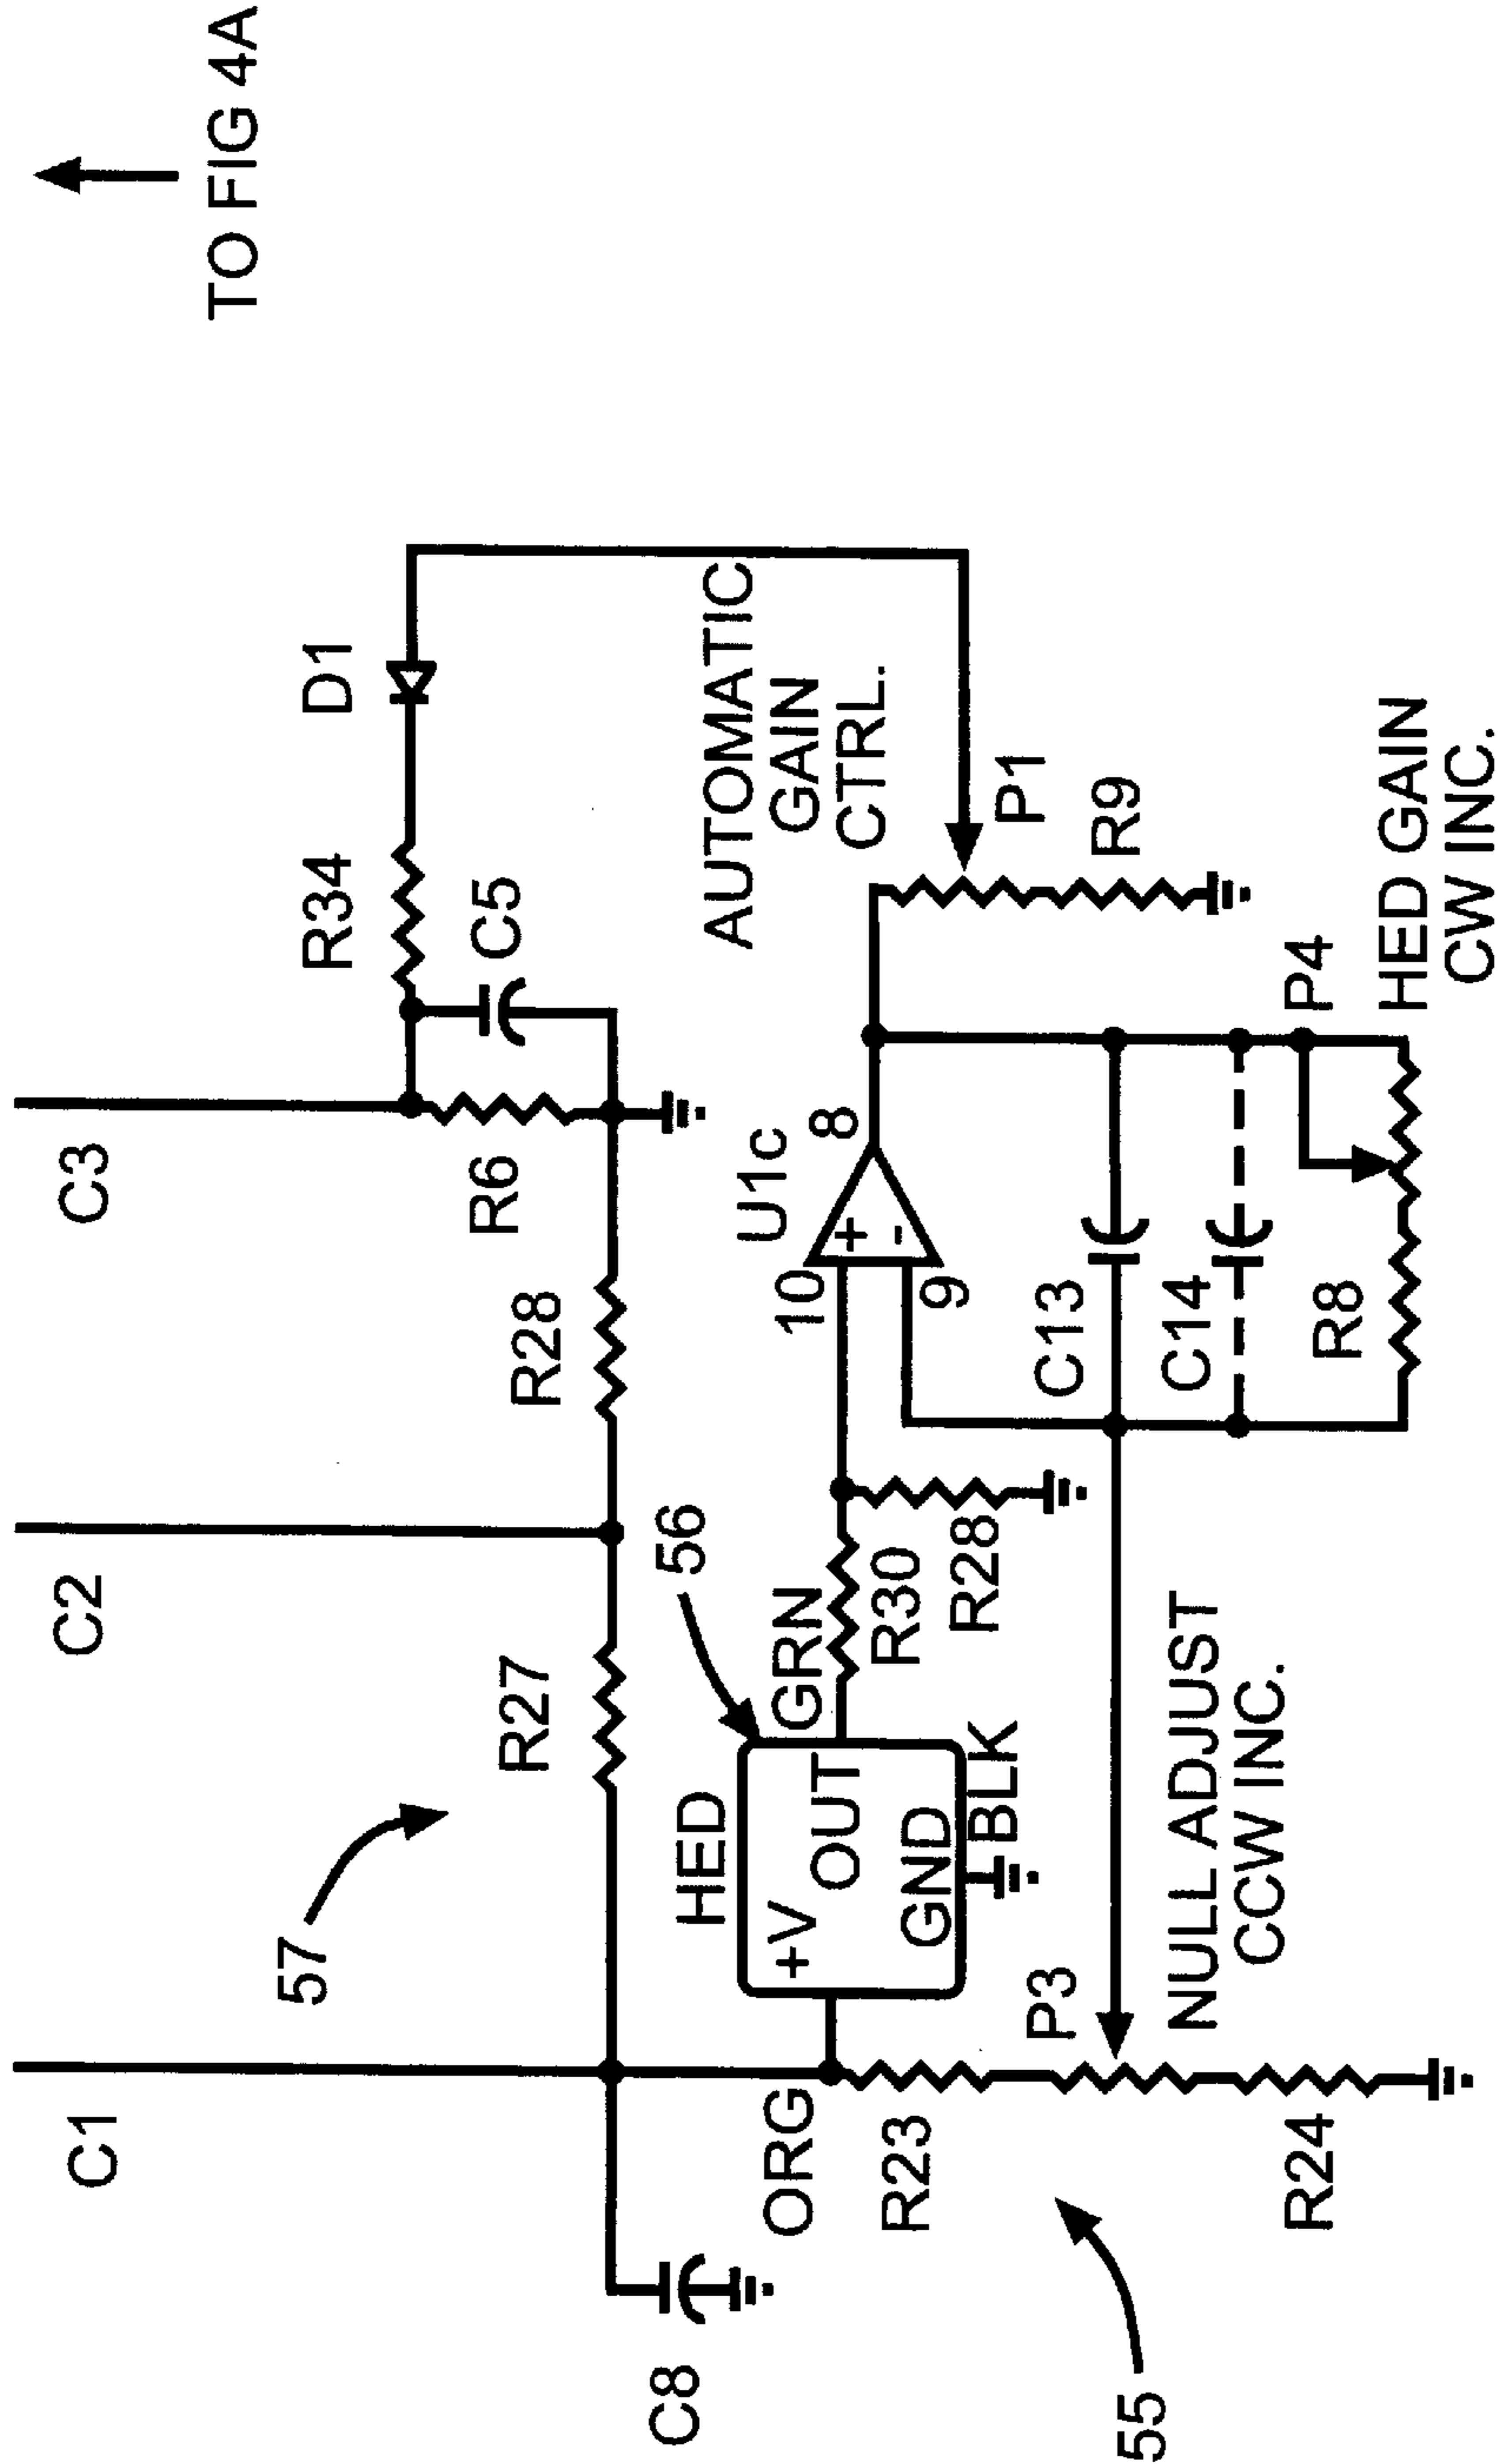 TO FIG 4A
C1
C2
C3
57
R34
D1
R27
R28
R6
C5
C8
HED
56
AUTOMATIC
GAIN
CTRL.
ORG
+V
OUT
GND
GRN
BLK
R30
R28
10
9
U1c
+
-
8
P1
R9
R23
P3
C13
C14
55
NULL ADJUST
CCW INC.
R24
R8
P4
HED GAIN
CW INC.